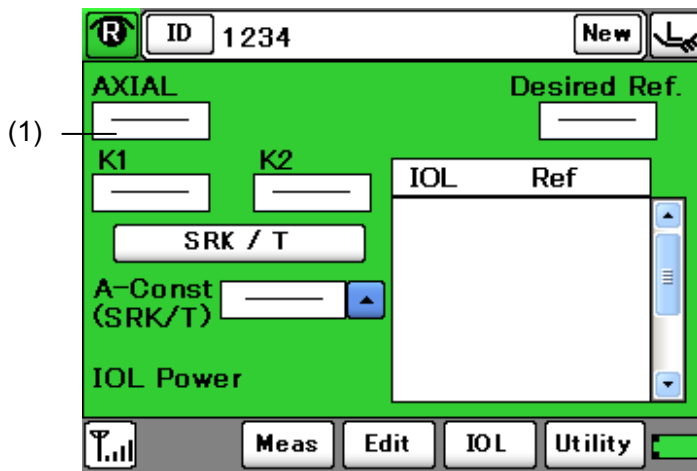 R ID 1234 New
AXIAL Desired Ref.
(1)
K1 K2
IOL Ref
SRK / T
A-Const
(SRK/T)
IOL Power
Meas Edit IOL Utility